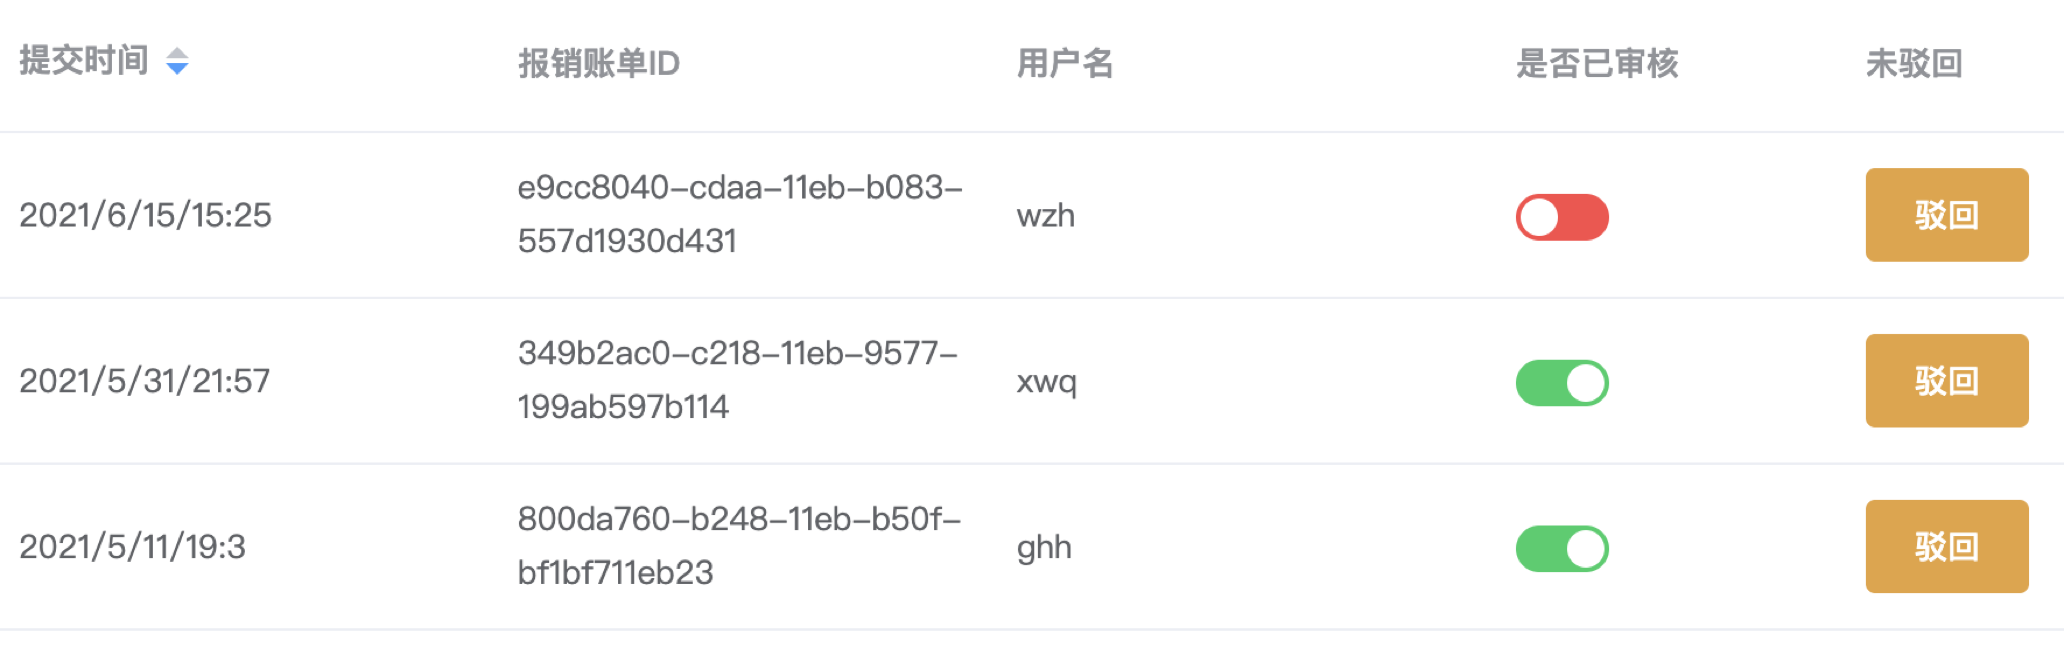 提交时间 报销账单ID 用户名 是否已审核 未驳回
2021/6/15/15:25 e9cc8040-cdaa-11eb-b083-557d1930d431 wzh 驳回
2021/5/31/21:57 349b2ac0-c218-11eb-9577-199ab597b114 xwq 驳回
2021/5/11/19:3 800da760-b248-11eb-b50f-bf1bf711eb23 ghh 驳回